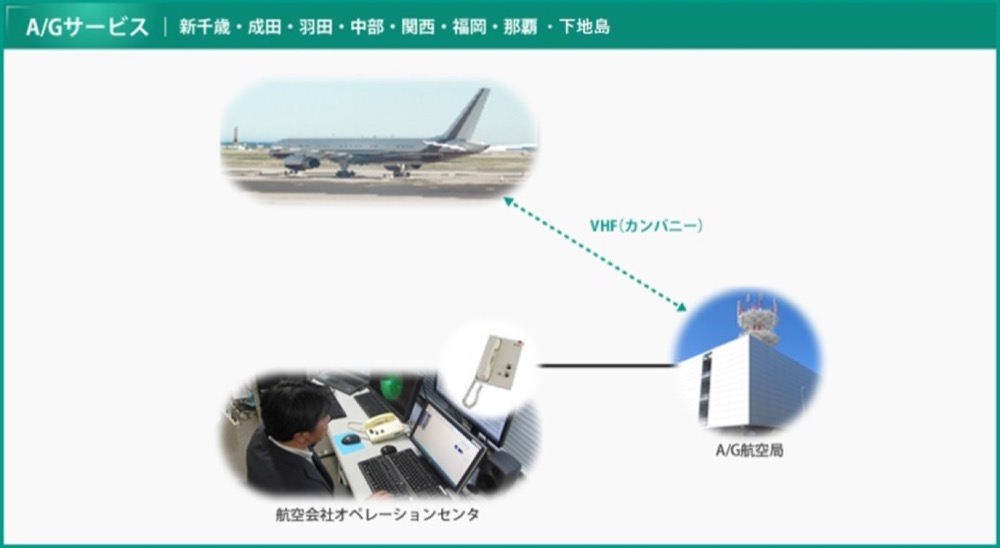 A/Gサービス | 新千歳・成田・羽田・中部・関西・福岡・那覇 ・下地島
VHF(カンパニー)
A/G航空局
航空会社オペレーションセンタ